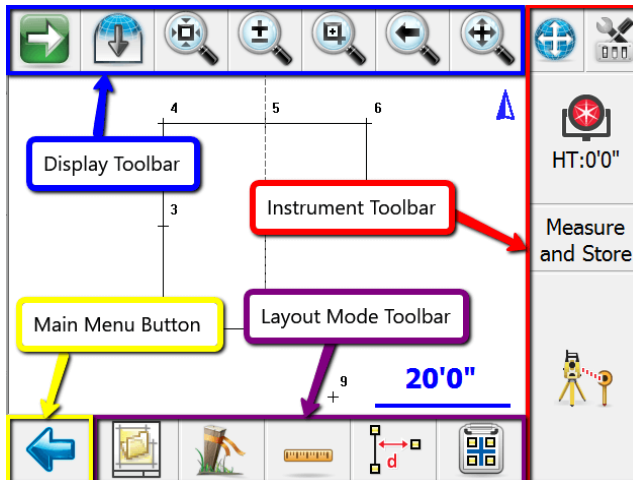 4
5
6
HT:0'0"
Display Toolbar
3
Instrument Toolbar
Measure
and Store
Main Menu Button
Layout Mode Toolbar
9
20'0"
d